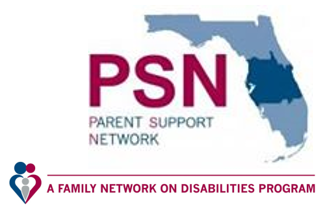 PSN
PARENT SUPPORT
NETWORK
A FAMILY NETWORK ON DISABILITIES PROGRAM